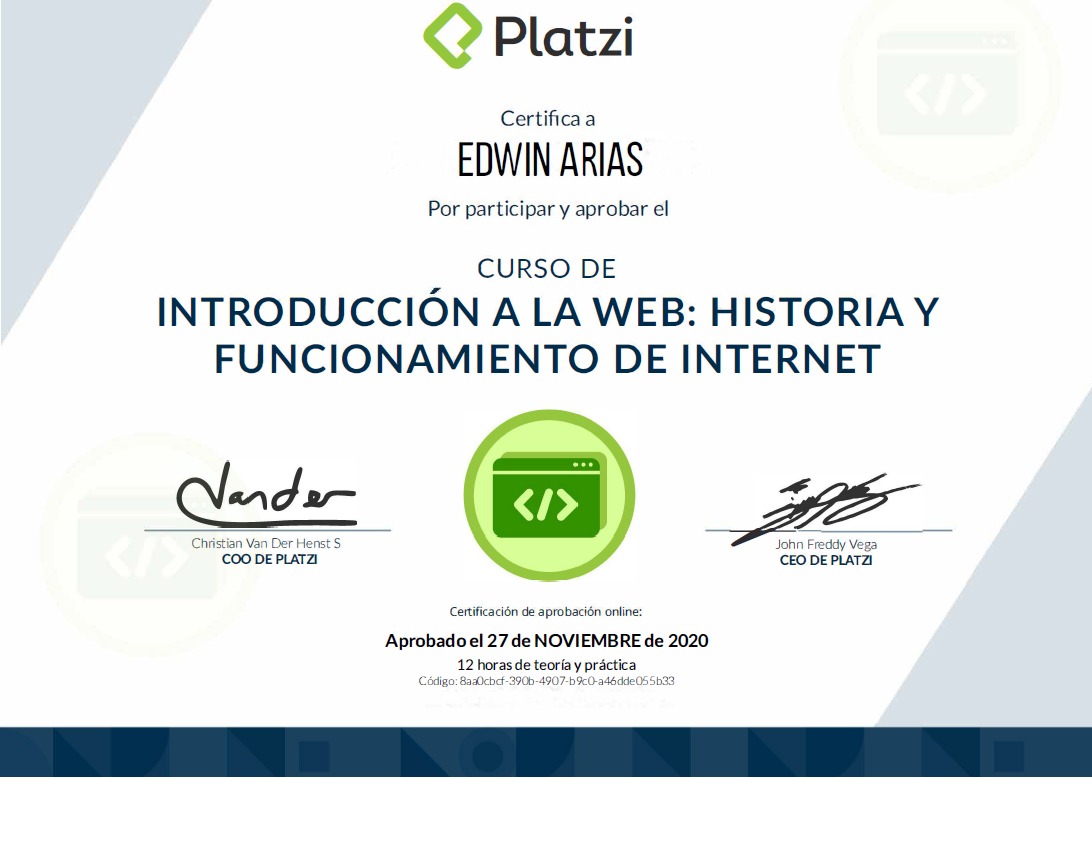 Platzi
Certifica a
EDWIN ARIAS
Por participar y aprobar el
CURSO DE
INTRODUCCIÓN A LA WEB: HISTORIA Y
FUNCIONAMIENTO DE INTERNET
</>
Vander
Christian Van Der Henst S
COO DE PLATZI
John Freddy Vega
CEO DE PLATZI
Certificación de aprobación online:
Aprobado el 27 de NOVIEMBRE de 2020
12 horas de teoría y práctica
Código: 8aa0cbcf-390b-4907-b9c0-a46dde055b33